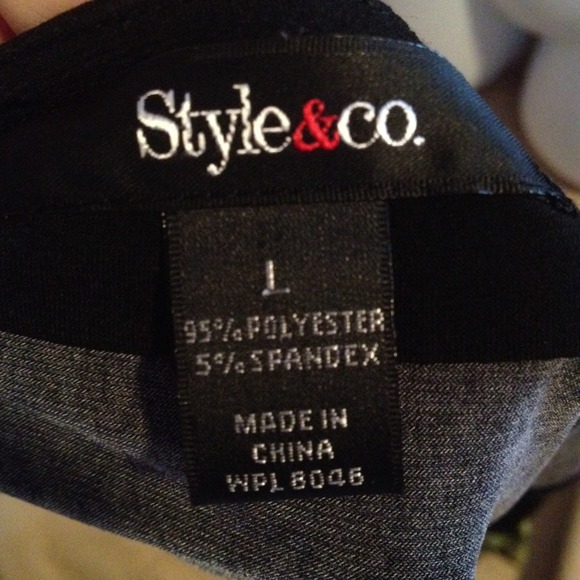 Style&co.
L
95% POLYESTER
5% SPANDEX
MADE IN
CHINA
WPL 8046